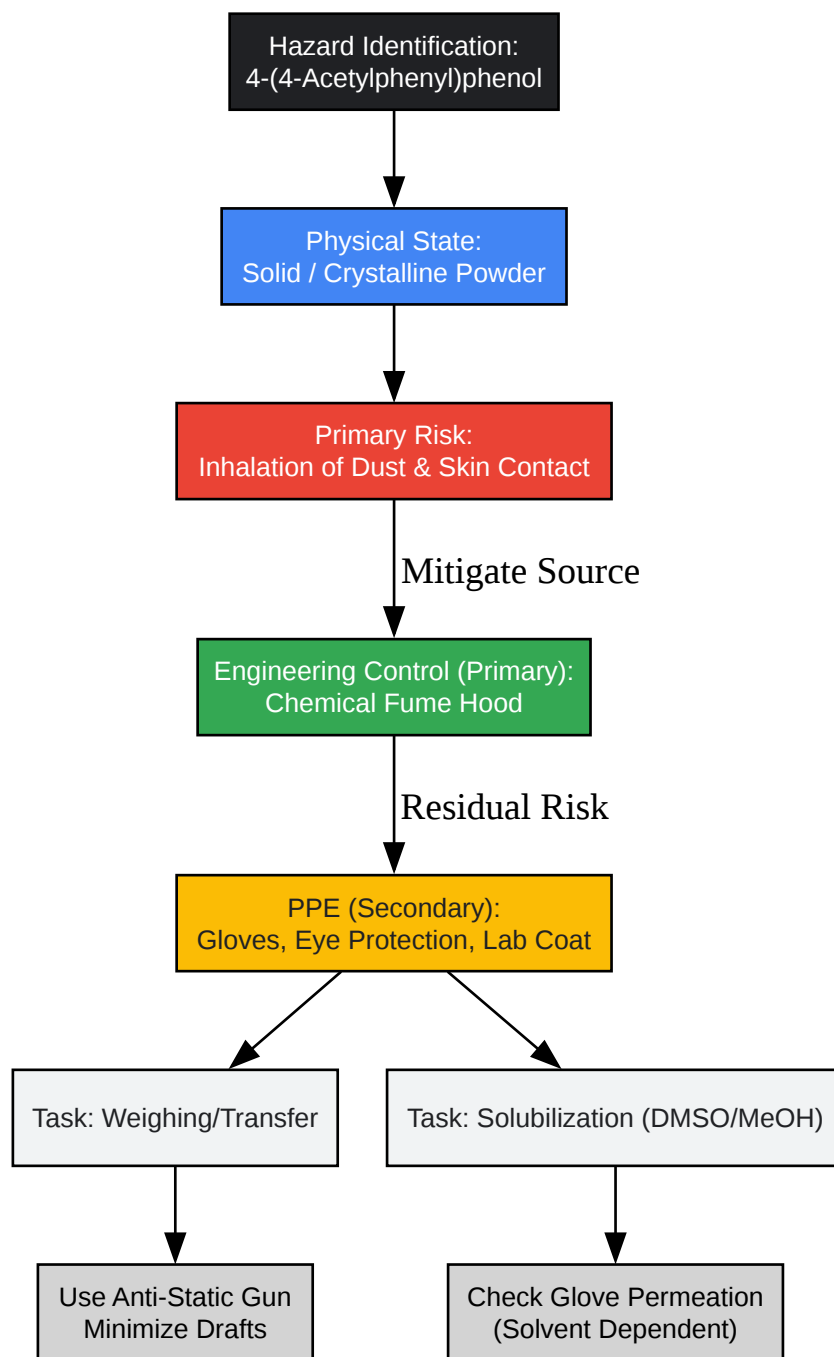 Hazard Identification:
4-(4-Acetylphenyl)phenol
Physical State:
Solid / Crystalline Powder
Primary Risk:
Inhalation of Dust & Skin Contact
Mitigate Source
Engineering Control (Primary):
Chemical Fume Hood
Residual Risk
PPE (Secondary):
Gloves, Eye Protection, Lab Coat
Task: Weighing/Transfer
Task: Solubilization (DMSO/MeOH)
Use Anti-Static Gun
Minimize Drafts
Check Glove Permeation
(Solvent Dependent)